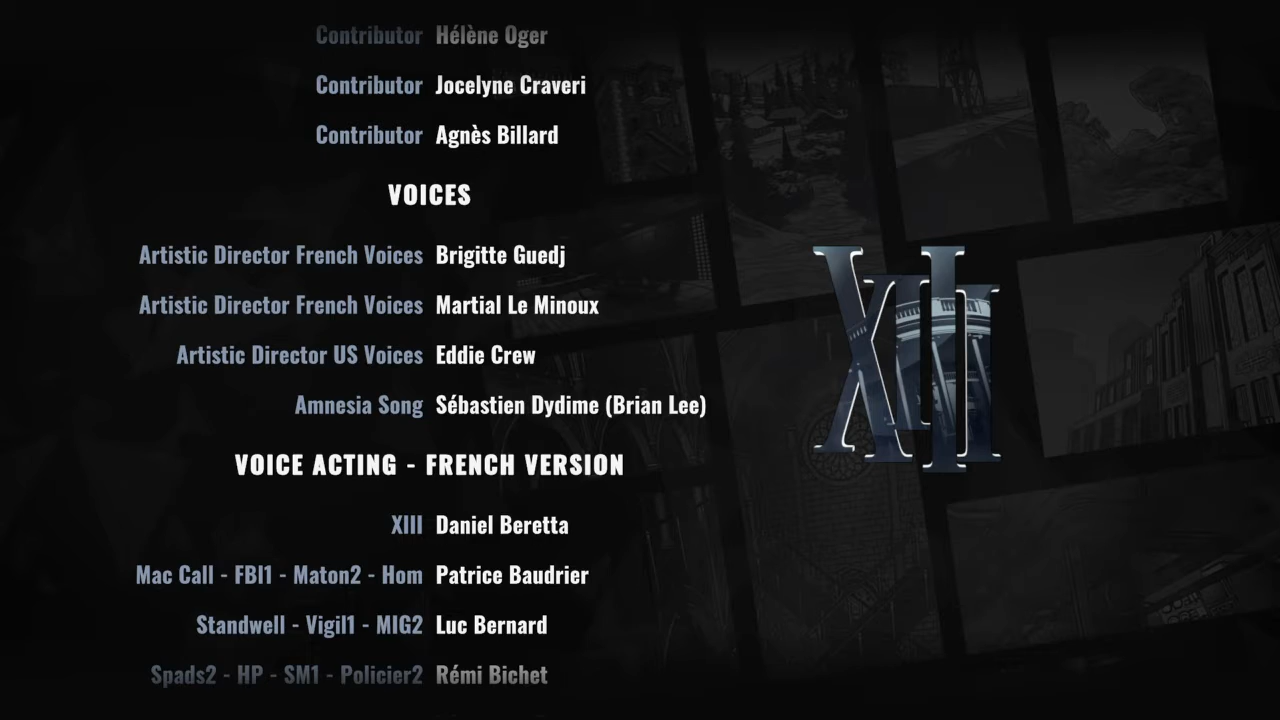 Contributor Hélène Oger
Contributor Jocelyne Craveri
Contributor Agnès Billard
VOICES
Artistic Director French Voices Brigitte Guedj
Artistic Director French Voices Martial Le Minoux
Artistic Director US Voices Eddie Crew
Amnesia Song Sébastien Dydime (Brian Lee)
VOICE ACTING - FRENCH VERSION
XIII Daniel Beretta
Mac Call - FBI1 - Maton2 - Hom Patrice Baudrier
Standwell - Vigil1 - MIG2 Luc Bernard
Spads2 - HP - SM1 - Policier2 Rémi Bichet
XIII